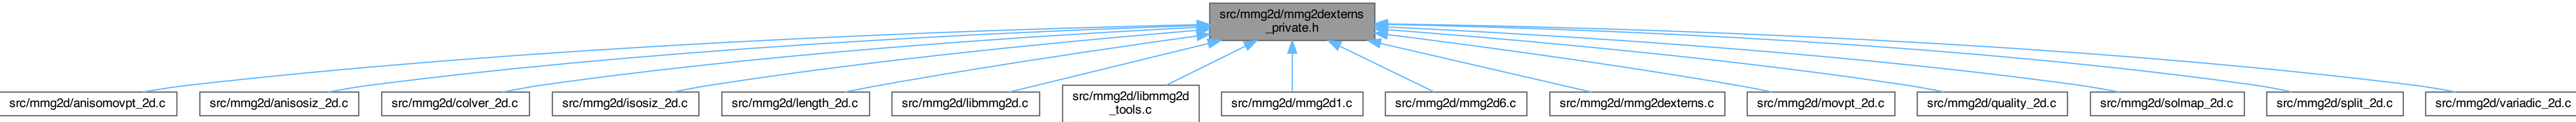 src/mmg2d/mmg2dexterns
_private.h
src/mmg2d/anisomovpt_2d.c
src/mmg2d/anisosiz_2d.c
src/mmg2d/colver_2d.c
src/mmg2d/isosiz_2d.c
src/mmg2d/length_2d.c
src/mmg2d/libmmg2d.c
src/mmg2d/libmmg2d
_tools.c
src/mmg2d/mmg2d1.c
src/mmg2d/mmg2d6.c
src/mmg2d/mmg2dexterns.c
src/mmg2d/movpt_2d.c
src/mmg2d/quality_2d.c
src/mmg2d/solmap_2d.c
src/mmg2d/split_2d.c
src/mmg2d/variadic_2d.c